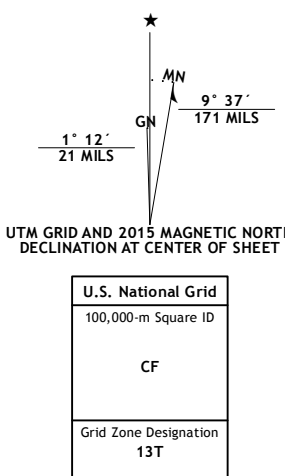 ★
MN
GN
9° 37´
171 MILS
1° 12´
21 MILS
UTM GRID AND 2015 MAGNETIC NORTH
DECLINATION AT CENTER OF SHEET
U.S. National Grid
100,000-m Square ID
CF
Grid Zone Designation
13T